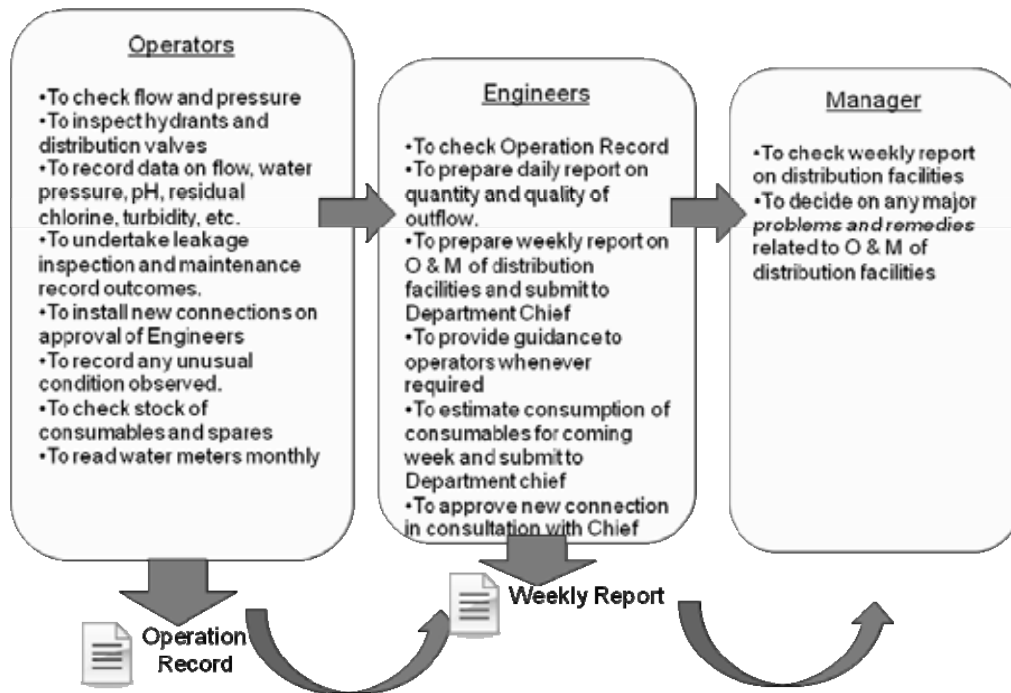 Operators
•To check flow and pressure
•To inspect hydrants and
distribution valves
•To record data on flow, water
pressure, pH, residual
chlorine, turbidity, etc.
•To undertake leakage
inspection and maintenance
record outcomes.
•To install new connections on
approval of Engineers
•To record any unusual
condition observed.
•To check stock of
consumables and spares
•To read water meters monthly
Engineers
•To check Operation Record
•To prepare daily report on
quantity and quality of
outflow.
•To prepare weekly report on
O & M of distribution
facilities and submit to
Department Chief
•To provide guidance to
operators whenever
required
•To estimate consumption of
consumables for coming
week and submit to
Department chief
•To approve new connection
in consultation with Chief
Manager
•To check weekly report
on distribution facilities
•To decide on any major
problems and remedies
related to O & M of
distribution facilities
Operation
Record
Weekly Report